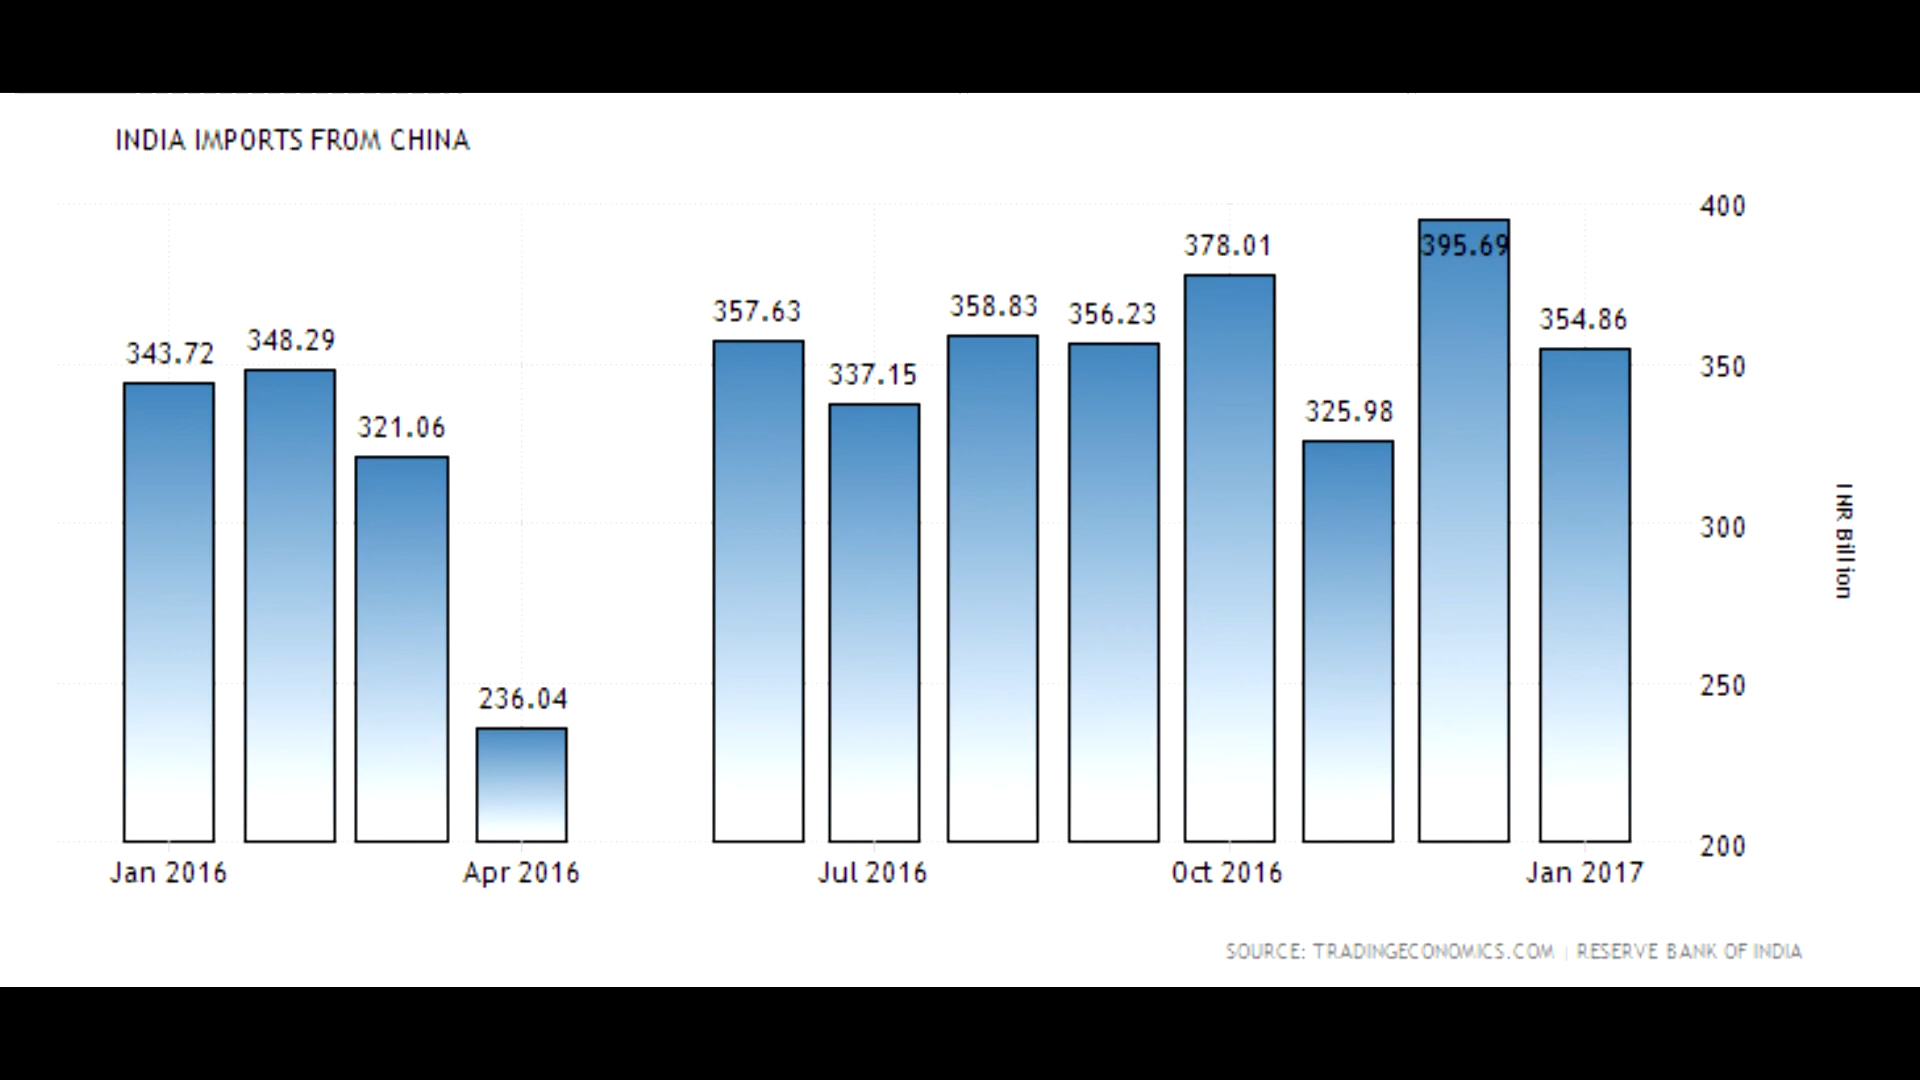 INDIA IMPORTS FROM CHINA
400
350
300
250
200
INR Billion
343.72
348.29
321.06
236.04
357.63
337.15
358.83
356.23
378.01
325.98
395.69
354.86
Jan 2016
Apr 2016
Jul 2016
Oct 2016
Jan 2017
SOURCE: TRADINGECONOMICS.COM | RESERVE BANK OF INDIA